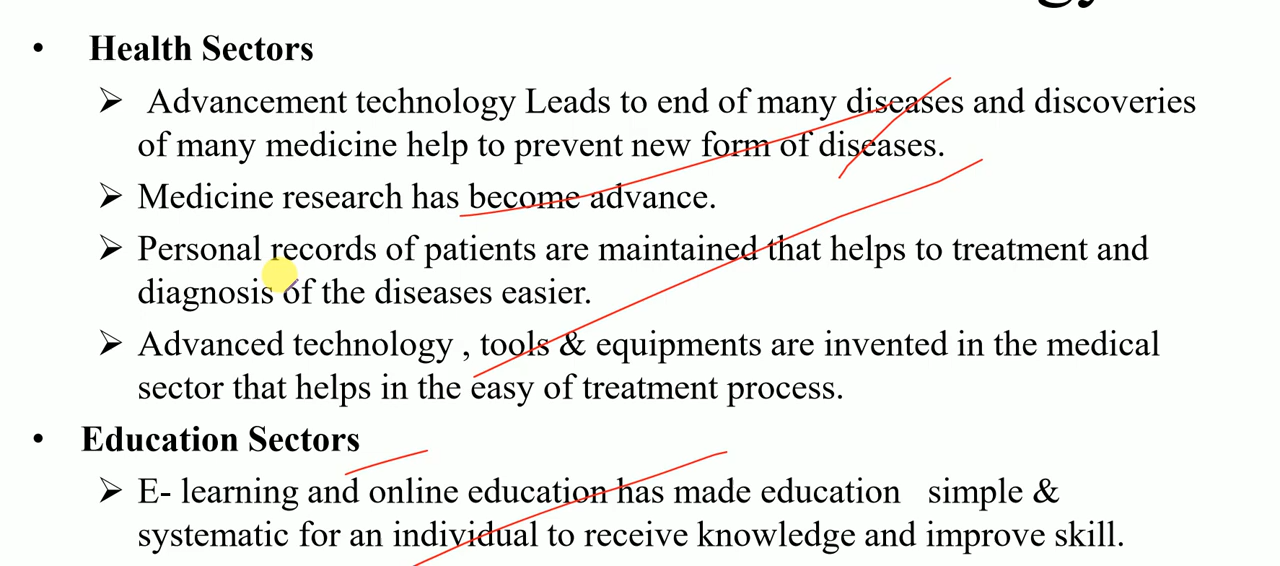 • Health Sectors
➢ Advancement technology Leads to end of many diseases and discoveries
of many medicine help to prevent new form of diseases.
➢ Medicine research has become advance.
➢ Personal records of patients are maintained that helps to treatment and
diagnosis of the diseases easier.
➢ Advanced technology , tools & equipments are invented in the medical
sector that helps in the easy of treatment process.
• Education Sectors
➢ E- learning and online education has made education simple &
systematic for an individual to receive knowledge and improve skill.